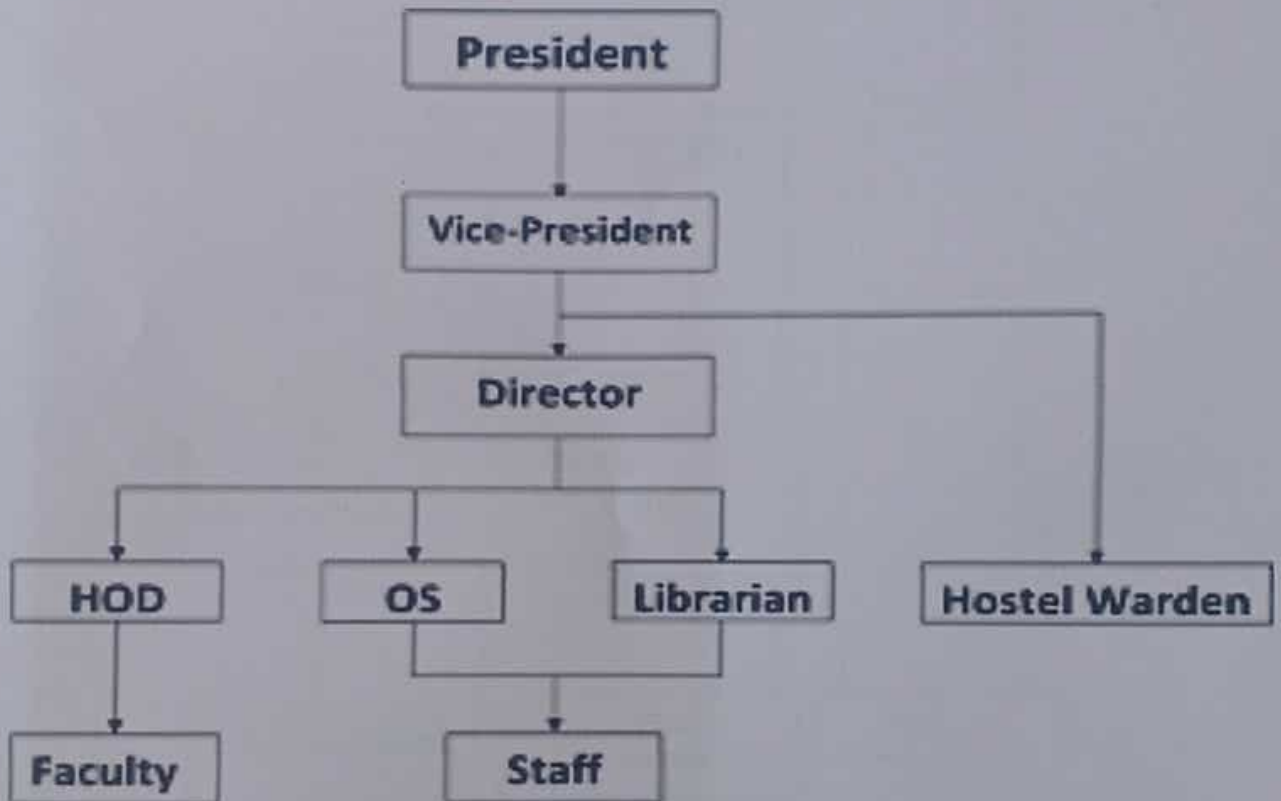 President
Vice-President
Director
HOD
OS
Librarian
Hostel Warden
Faculty
Staff